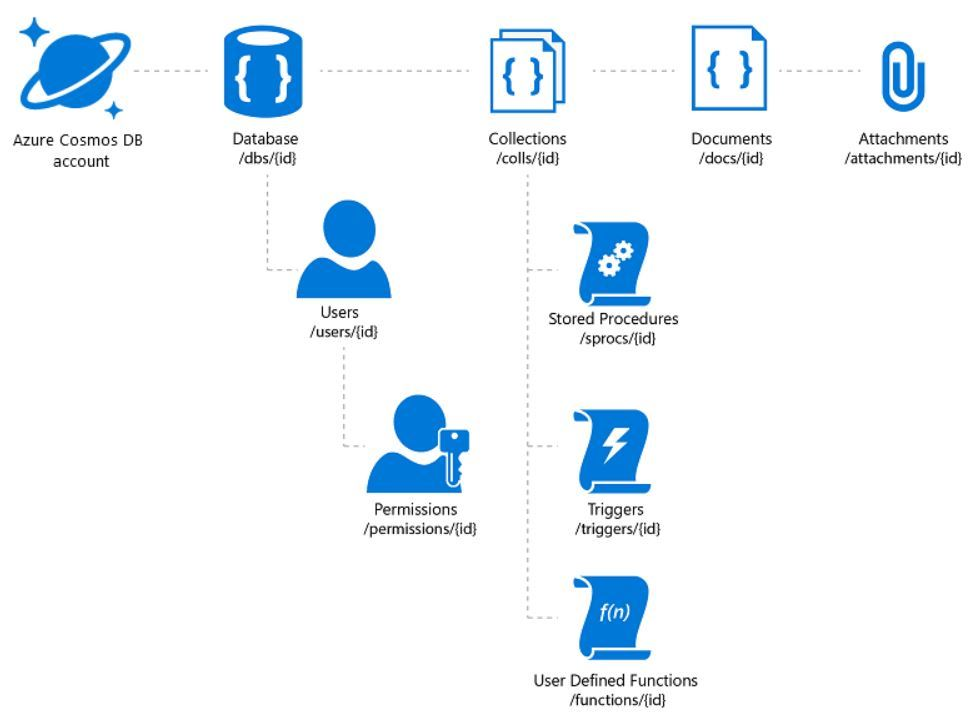 Azure Cosmos DB
account
Database
/dbs/{id}
Collections
/colls/{id}
Documents
/docs/{id}
Attachments
/attachments/{id}
Users
/users/{id}
Stored Procedures
/sprocs/{id}
Permissions
/permissions/{id}
Triggers
/triggers/{id}
f(n)
User Defined Functions
/functions/{id}